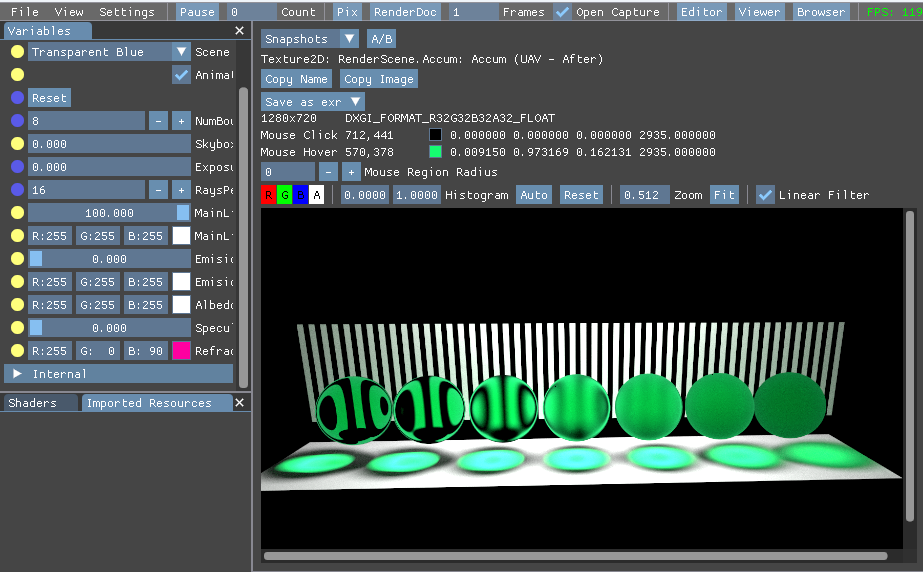 File View Settings Pause 0 Count Pix RenderDoc 1 Frames Open Capture Editor Viewer Browser FPS: 119
Variables
Transparent Blue Scene
Animat
Reset
8 - + NumBou
0.000 Skybox
0.000 Exposu
16 - + RaysPe
100.000 MainLi
R:255 G:255 B:255 MainLi
0.000 Emisio
R:255 G:255 B:255 Emisio
R:255 G:255 B:255 Albedo
0.000 Specul
R:255 G: 0 B: 90 Refrac
Internal
Shaders Imported Resources
Snapshots A/B
Texture2D: RenderScene.Accum: Accum (UAV - After)
Copy Name Copy Image
Save as exr
1280x720 DXGI_FORMAT_R32G32B32A32_FLOAT
Mouse Click 712,441 0.000000 0.000000 0.000000 2935.000000
Mouse Hover 570,378 0.009150 0.973169 0.162131 2935.000000
0 - + Mouse Region Radius
R G B A 0.0000 1.0000 Histogram Auto Reset 0.512 Zoom Fit Linear Filter